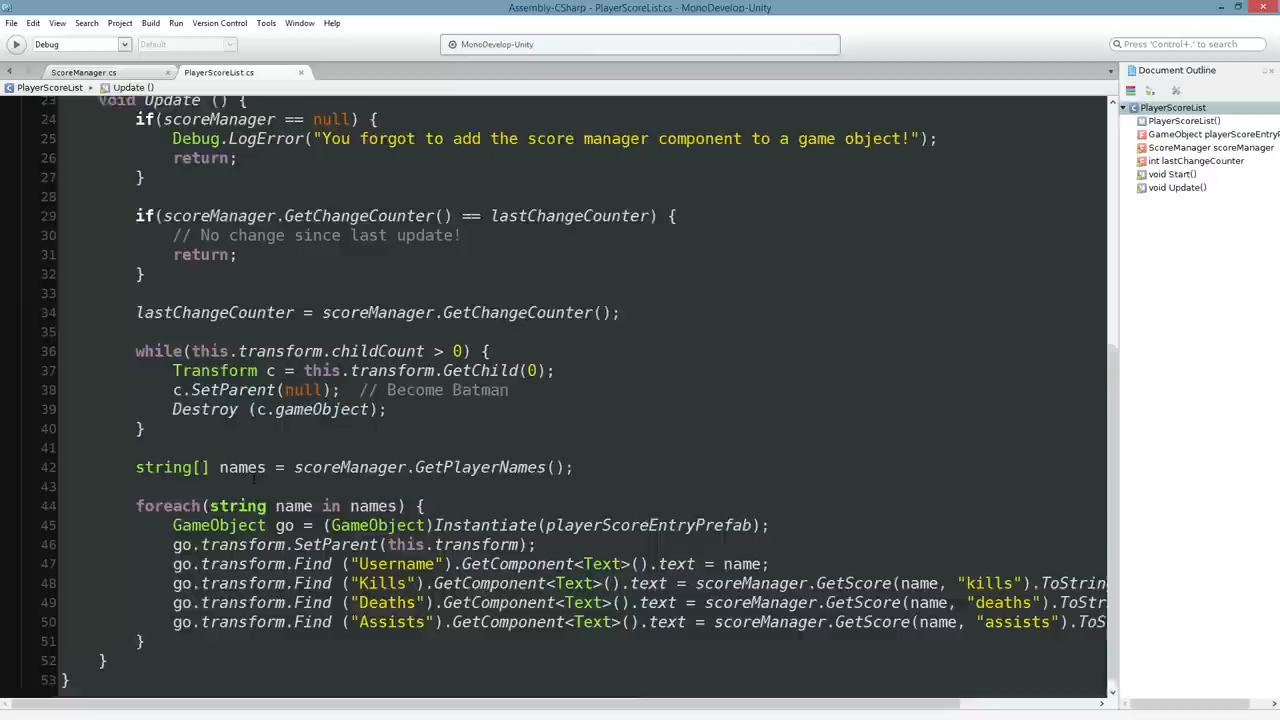 Assembly-CSharp - PlayerScoreList.cs - MonoDevelop-Unity
File Edit View Search Project Build Run Version Control Tools Window Help
Debug Default MonoDevelop-Unity Press 'Control+,' to search
ScoreManager.cs PlayerScoreList.cs
PlayerScoreList Update ()
23 void Update () {
24 if(scoreManager == null) {
25 Debug.LogError("You forgot to add the score manager component to a game object!");
26 return;
27 }
28
29 if(scoreManager.GetChangeCounter() == lastChangeCounter) {
30 // No change since last update!
31 return;
32 }
33
34 lastChangeCounter = scoreManager.GetChangeCounter();
35
36 while(this.transform.childCount > 0) {
37 Transform c = this.transform.GetChild(0);
38 c.SetParent(null);  // Become Batman
39 Destroy (c.gameObject);
40 }
41
42 string[] names = scoreManager.GetPlayerNames();
43
44 foreach(string name in names) {
45 GameObject go = (GameObject)Instantiate(playerScoreEntryPrefab);
46 go.transform.SetParent(this.transform);
47 go.transform.Find ("Username").GetComponent<Text>().text = name;
48 go.transform.Find ("Kills").GetComponent<Text>().text = scoreManager.GetScore(name, "kills").ToStrin
49 go.transform.Find ("Deaths").GetComponent<Text>().text = scoreManager.GetScore(name, "deaths").ToStr
50 go.transform.Find ("Assists").GetComponent<Text>().text = scoreManager.GetScore(name, "assists").ToS
51 }
52 }
53 }
Document Outline
PlayerScoreList
PlayerScoreList()
GameObject playerScoreEntryP
ScoreManager scoreManager
int lastChangeCounter
void Start()
void Update()